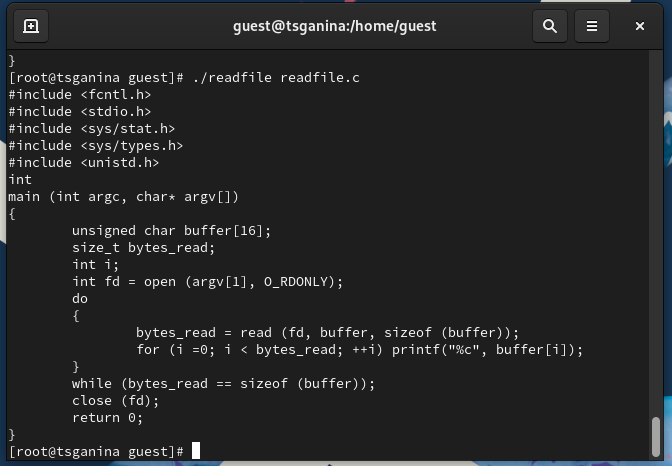 guest@tsganina:/home/guest
}
[root@tsganina guest]# ./readfile readfile.c
#include <fcntl.h>
#include <stdio.h>
#include <sys/stat.h>
#include <sys/types.h>
#include <unistd.h>
int
main (int argc, char* argv[])
{
        unsigned char buffer[16];
        size_t bytes_read;
        int i;
        int fd = open (argv[1], O_RDONLY);
        do
        {
                bytes_read = read (fd, buffer, sizeof (buffer));
                for (i =0; i < bytes_read; ++i) printf("%c", buffer[i]);
        }
        while (bytes_read == sizeof (buffer));
        close (fd);
        return 0;
}
[root@tsganina guest]#